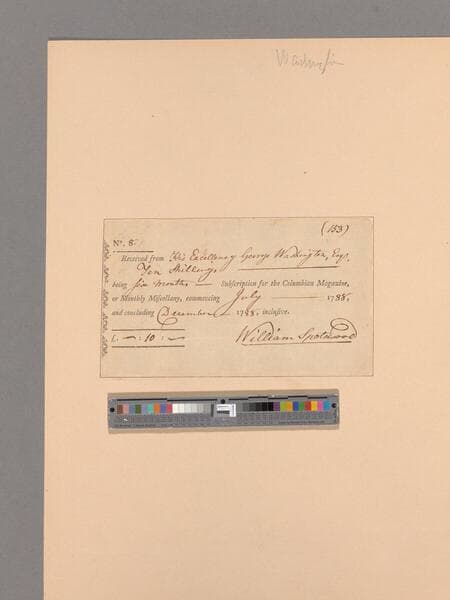 Washington
(153)
No. 8.
Received from His Excellency George Washington, Esqr.
Ten Shillings
being six months — Subscription for the Columbian Magazine,
or Monthly Miscellany, commencing July — 1788,
and concluding December — 1788, inclusive.
L. — : 10 : —
William Spotswood